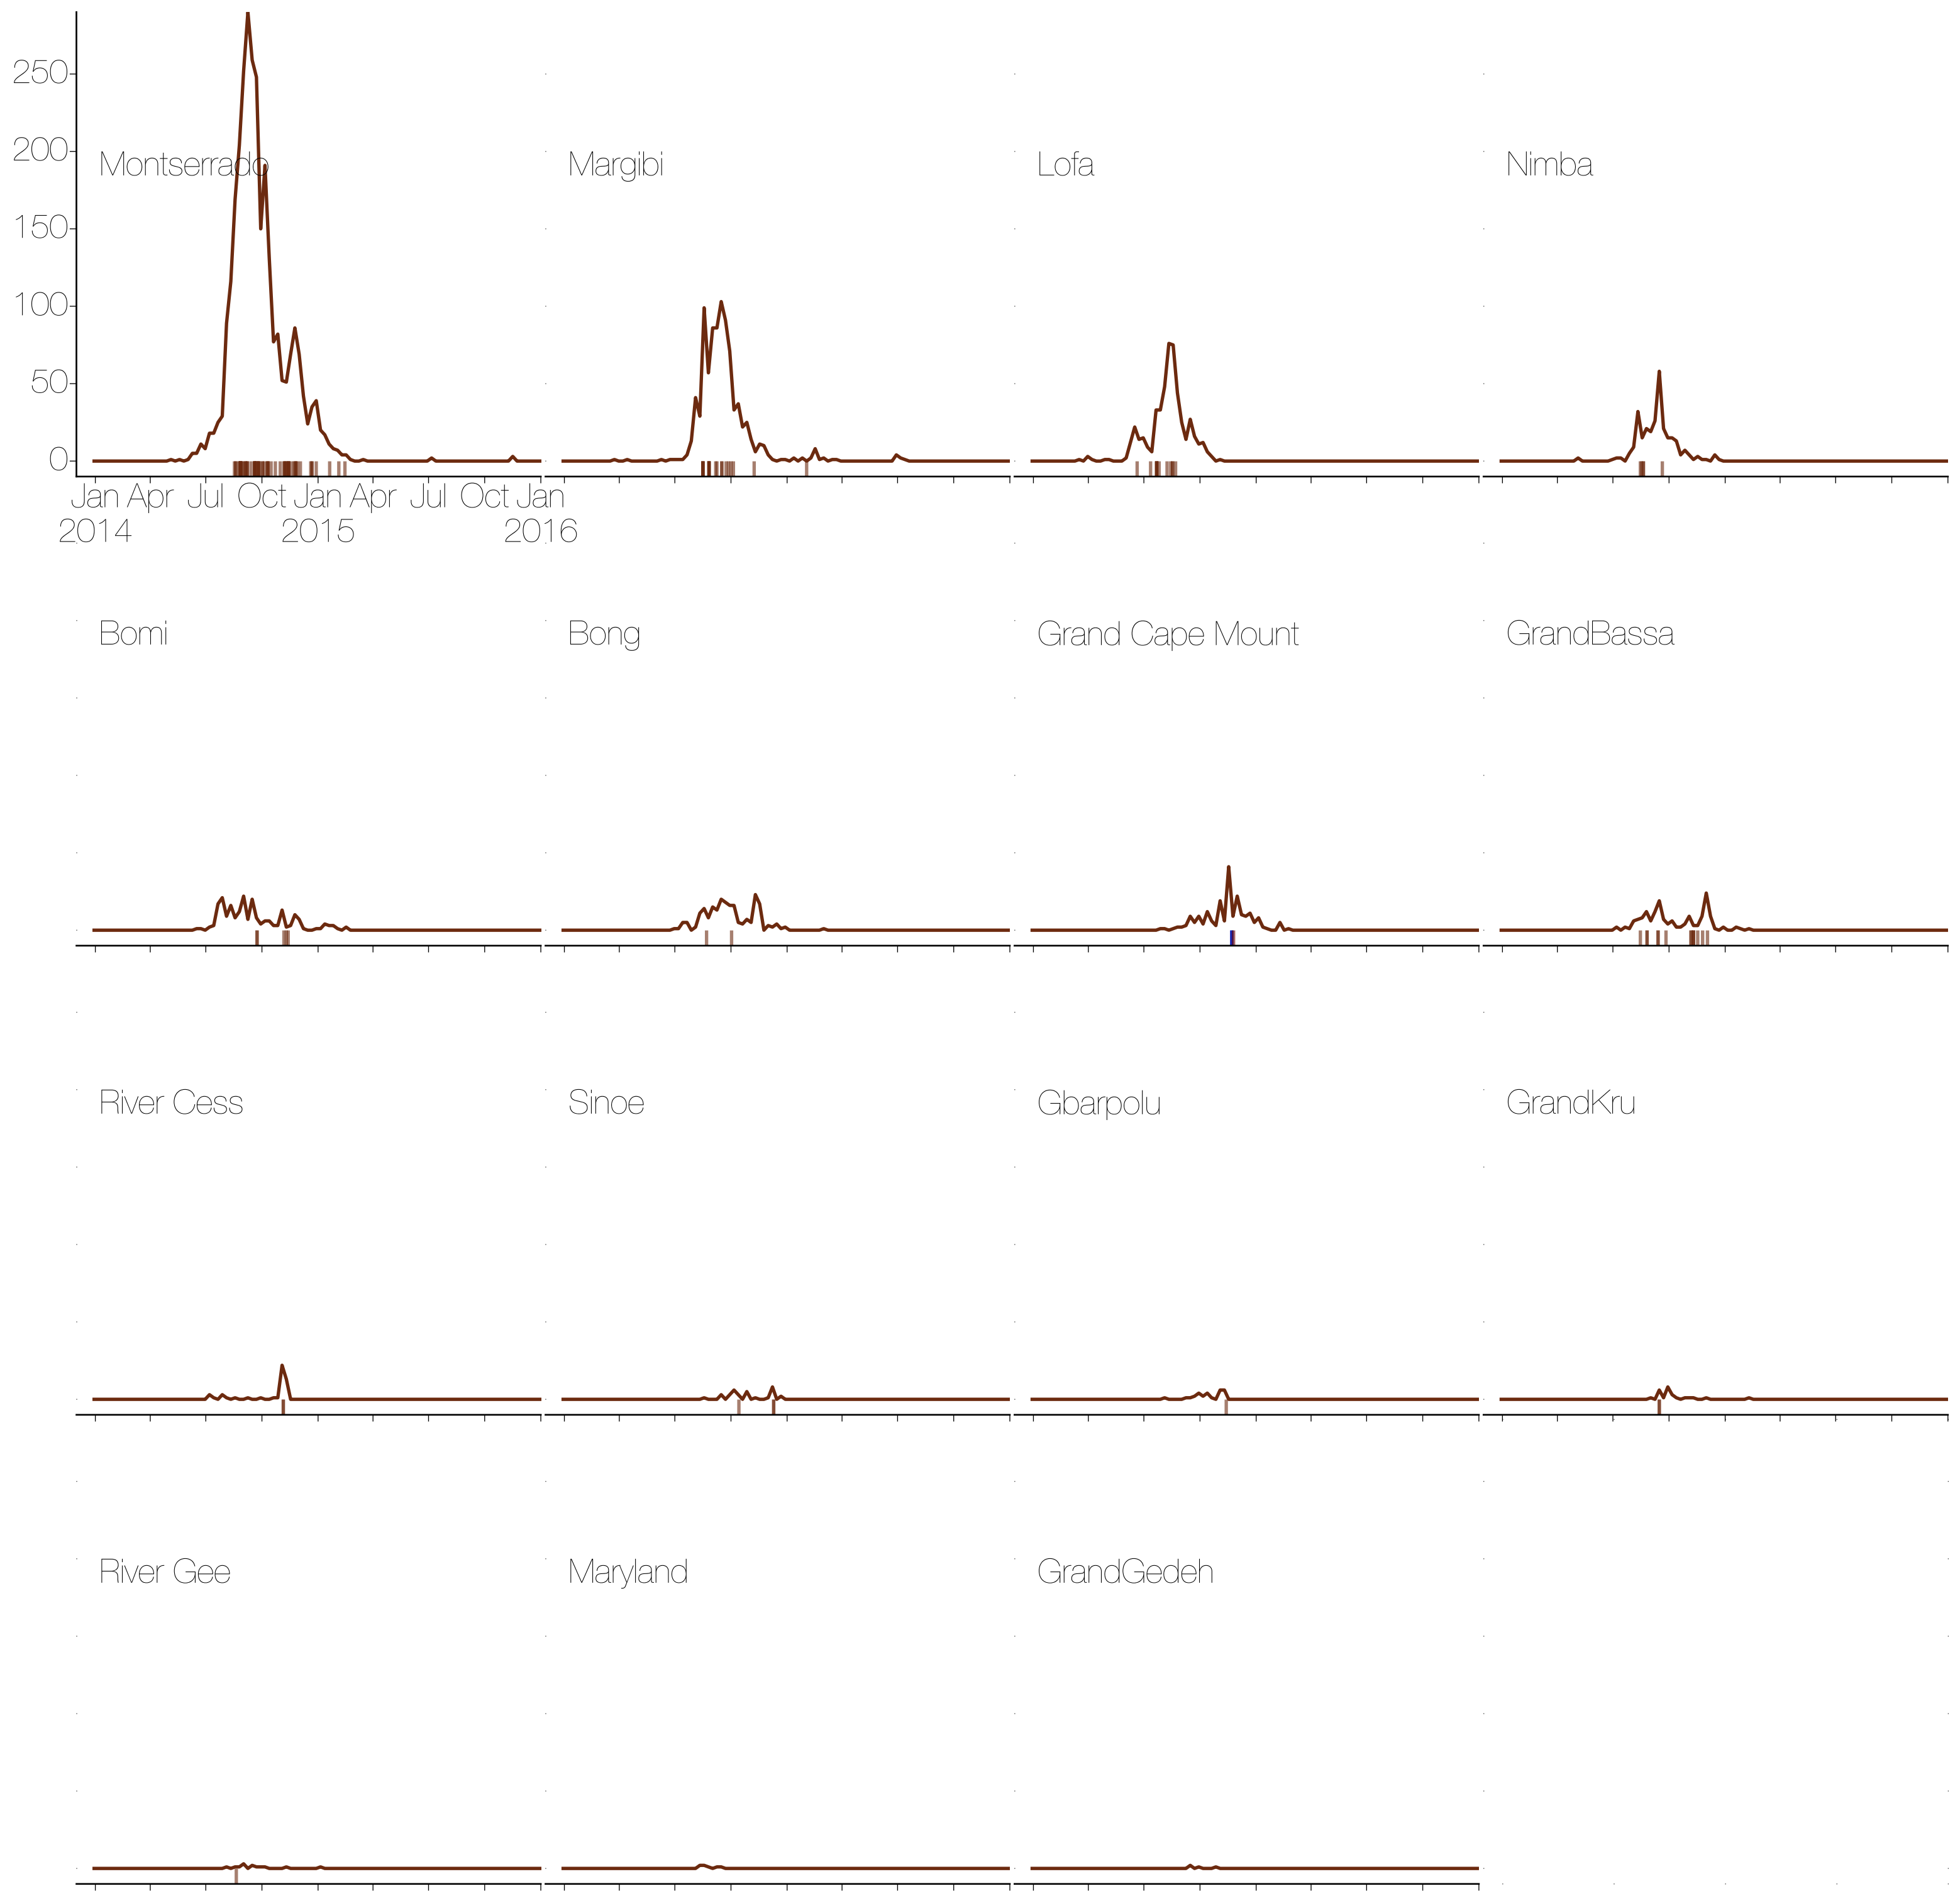 250
200
Montserrado Margibi Lofa Nimba
150
100
50
0
Jan Apr Jul Oct Jan Apr Jul Oct Jan
2014 2015 2016
Bomi Bong Grand Cape Mount GrandBassa
River Cess Sinoe Gbarpolu GrandKru
River Gee Maryland GrandGedeh